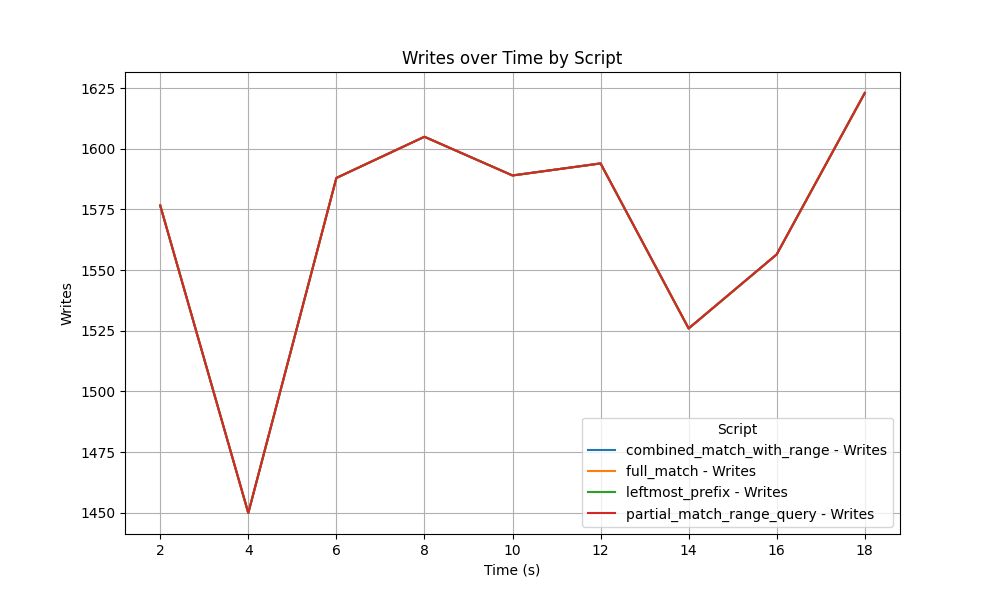 Writes over Time by Script
1625
1600
1575
1550
1525
1500
1475
1450
Writes
2 4 6 8 10 12 14 16 18
Time (s)
Script
combined_match_with_range - Writes
full_match - Writes
leftmost_prefix - Writes
partial_match_range_query - Writes